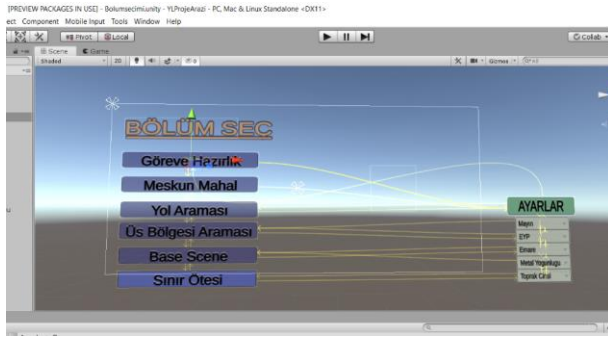 [PREVIEW PACKAGES IN USE] - Bolumsecimi.unity - YLProjeArazi - PC, Mac & Linux Standalone <DX11>
ect Component Mobile Input Tools Window Help
Pivot Local Collab
Scene Game
Shaded 2D Gizmos All
BÖLÜM SEC
Göreve Hazırlık
Meskun Mahal
Yol Araması
Üs Bölgesi Araması
Base Scene
Sınır Ötesi
AYARLAR
Mayın
EYP
Emare
Metal Yogunlugu
Toprak Cinsi